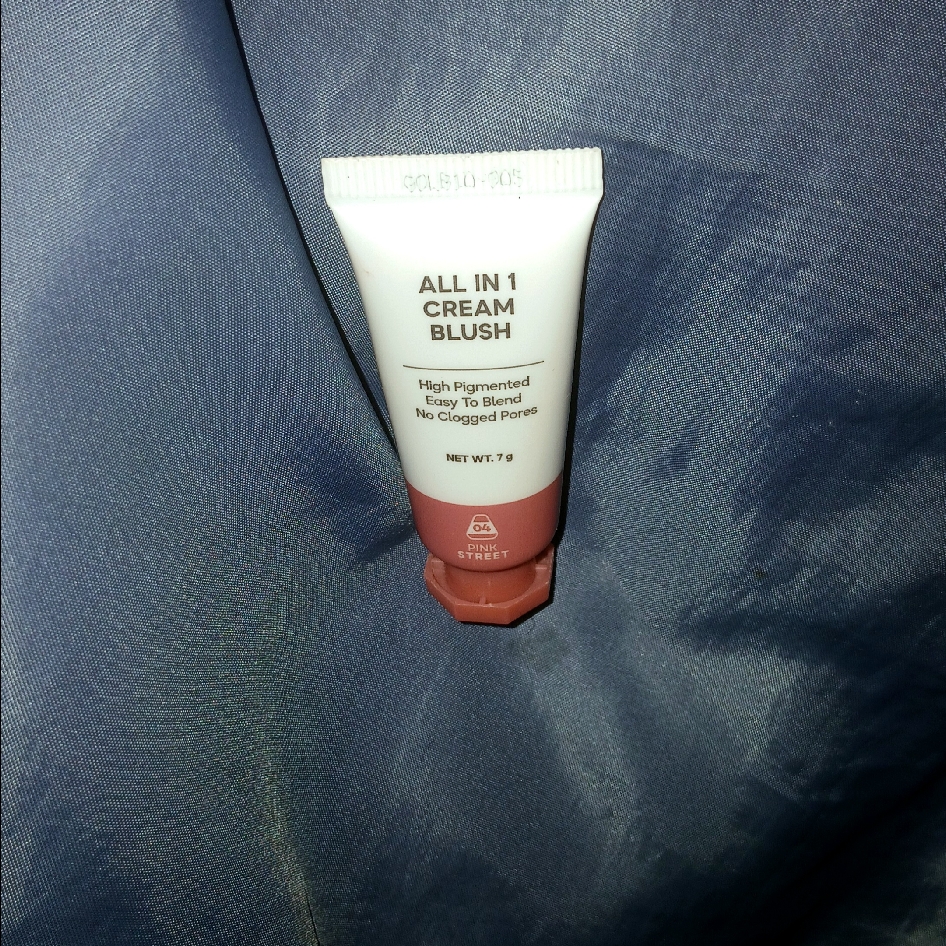 ALL IN 1
CREAM
BLUSH
High Pigmented
Easy To Blend
No Clogged Pores
NET WT. 7 g
04
PINK
STREET